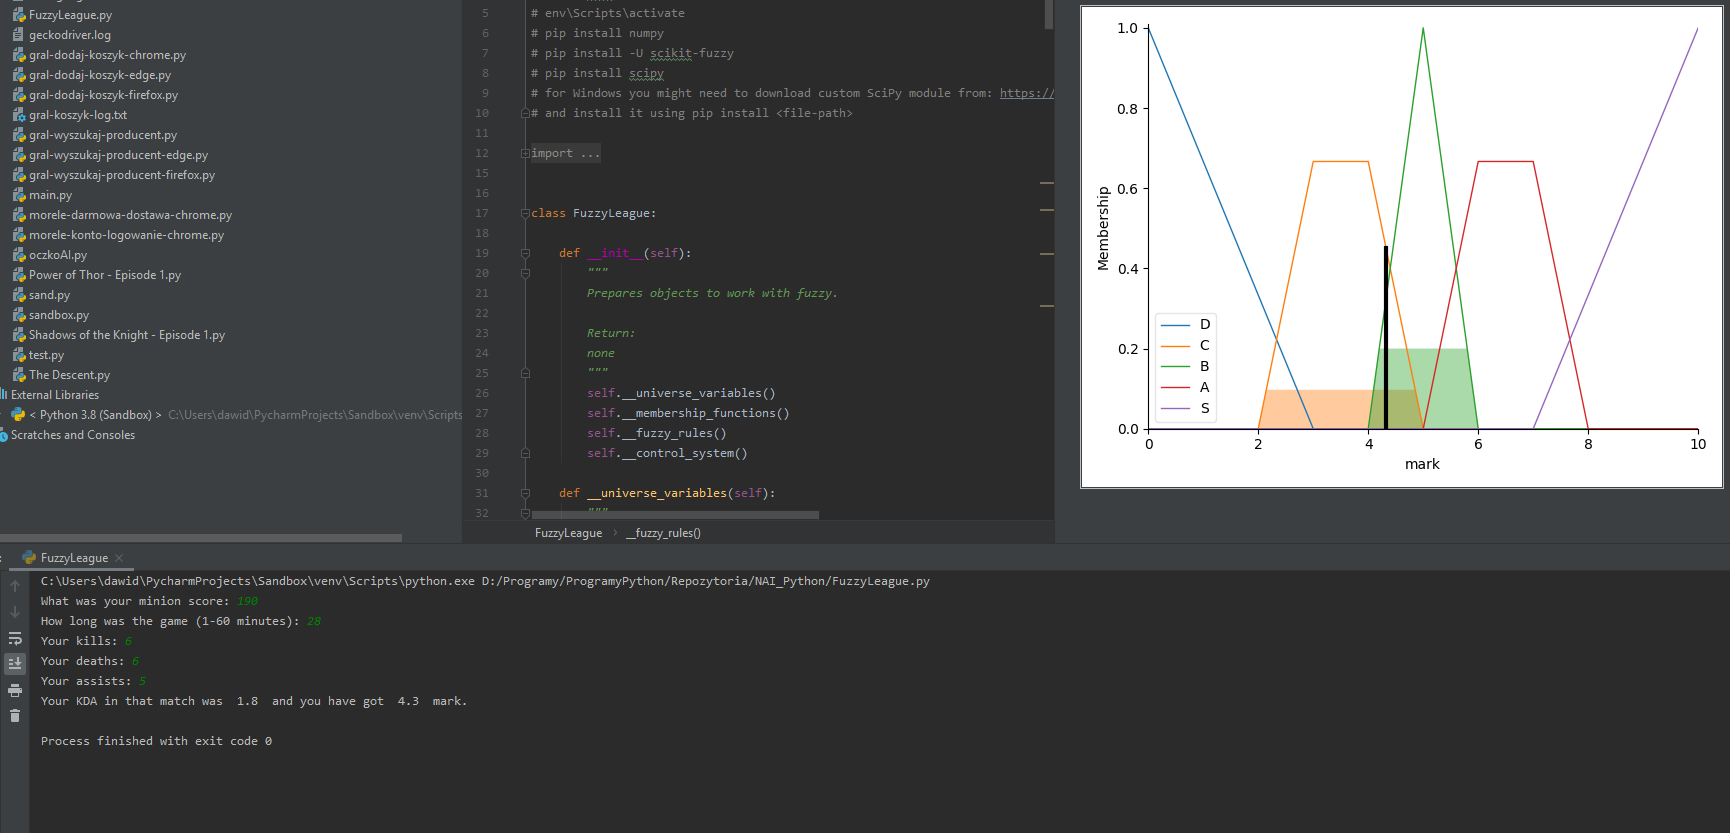 FuzzyLeague.py
geckodriver.log
gral-dodaj-koszyk-chrome.py
gral-dodaj-koszyk-edge.py
gral-dodaj-koszyk-firefox.py
gral-koszyk-log.txt
gral-wyszukaj-producent.py
gral-wyszukaj-producent-edge.py
gral-wyszukaj-producent-firefox.py
main.py
morele-darmowa-dostawa-chrome.py
morele-konto-logowanie-chrome.py
oczkoAI.py
Power of Thor - Episode 1.py
sand.py
sandbox.py
Shadows of the Knight - Episode 1.py
test.py
The Descent.py
External Libraries
< Python 3.8 (Sandbox) > C:\Users\dawid\PycharmProjects\Sandbox\venv\Scripts
Scratches and Consoles
5 # env\Scripts\activate
6 # pip install numpy
7 # pip install -U scikit-fuzzy
8 # pip install scipy
9 # for Windows you might need to download custom SciPy module from: https://
10 # and install it using pip install <file-path>
11
12 import ...
15
16
17 class FuzzyLeague:
18
19 def __init__(self):
20 """
21 Prepares objects to work with fuzzy.
22
23 Return:
24 none
25 """
26 self.__universe_variables()
27 self.__membership_functions()
28 self.__fuzzy_rules()
29 self.__control_system()
30
31 def __universe_variables(self):
32 """
FuzzyLeague › __fuzzy_rules()
1.0
0.8
0.6
0.4
0.2
0.0
Membership
D
C
B
A
S
0 2 4 6 8 10
mark
FuzzyLeague ×
C:\Users\dawid\PycharmProjects\Sandbox\venv\Scripts\python.exe D:/Programy/ProgramyPython/Repozytoria/NAI_Python/FuzzyLeague.py
What was your minion score: 190
How long was the game (1-60 minutes): 28
Your kills: 6
Your deaths: 6
Your assists: 5
Your KDA in that match was  1.8  and you have got  4.3  mark.
Process finished with exit code 0